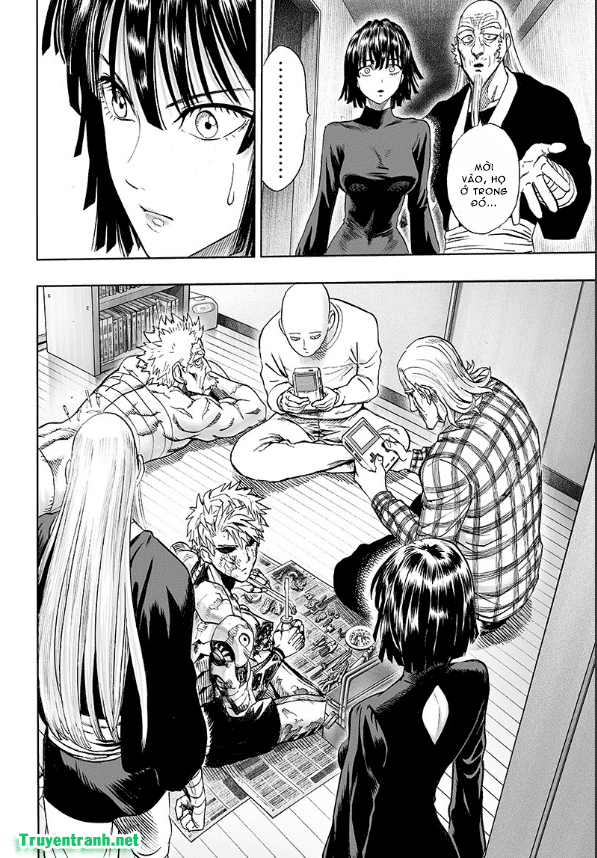 MỜI
VÀO, HỌ
Ở TRONG
ĐÓ...
Truyentranh.net